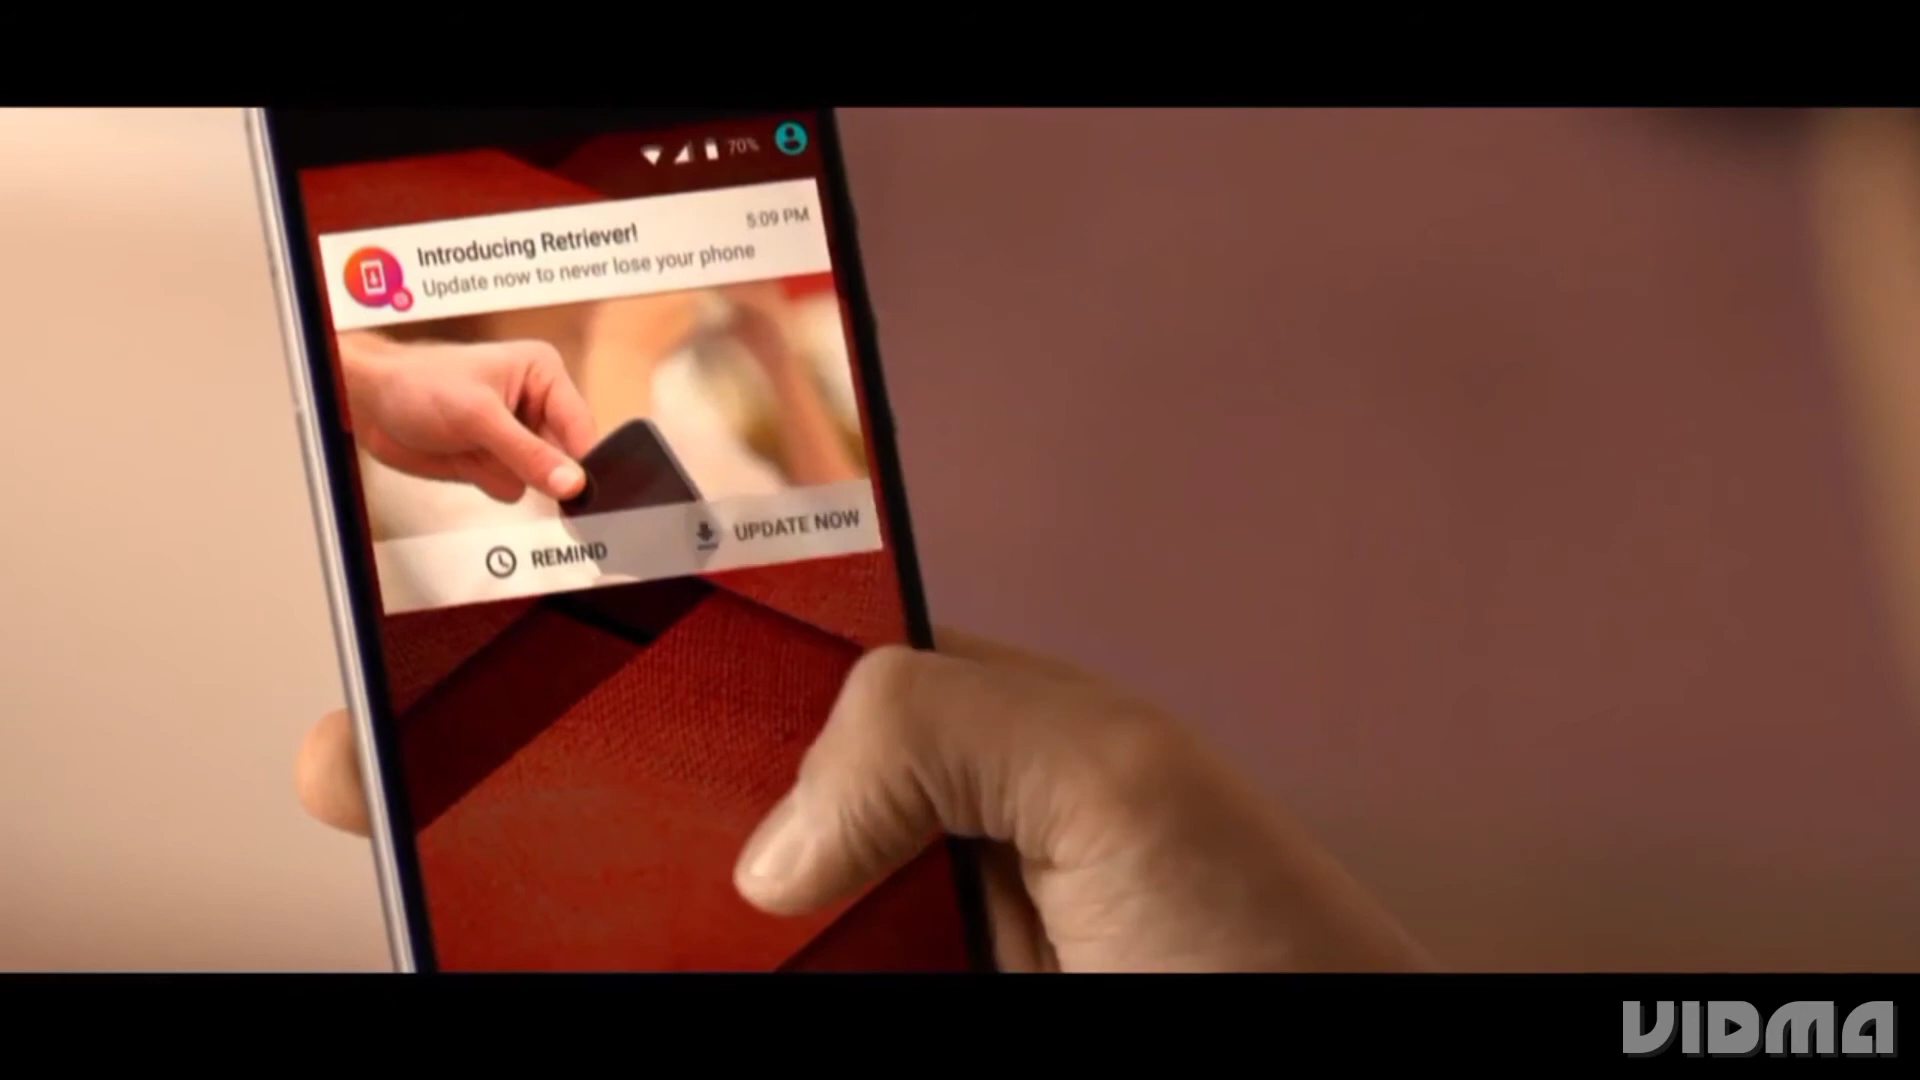 70%
Introducing Retriever!
5:09 PM
Update now to never lose your phone
REMIND
UPDATE NOW
VIDMA